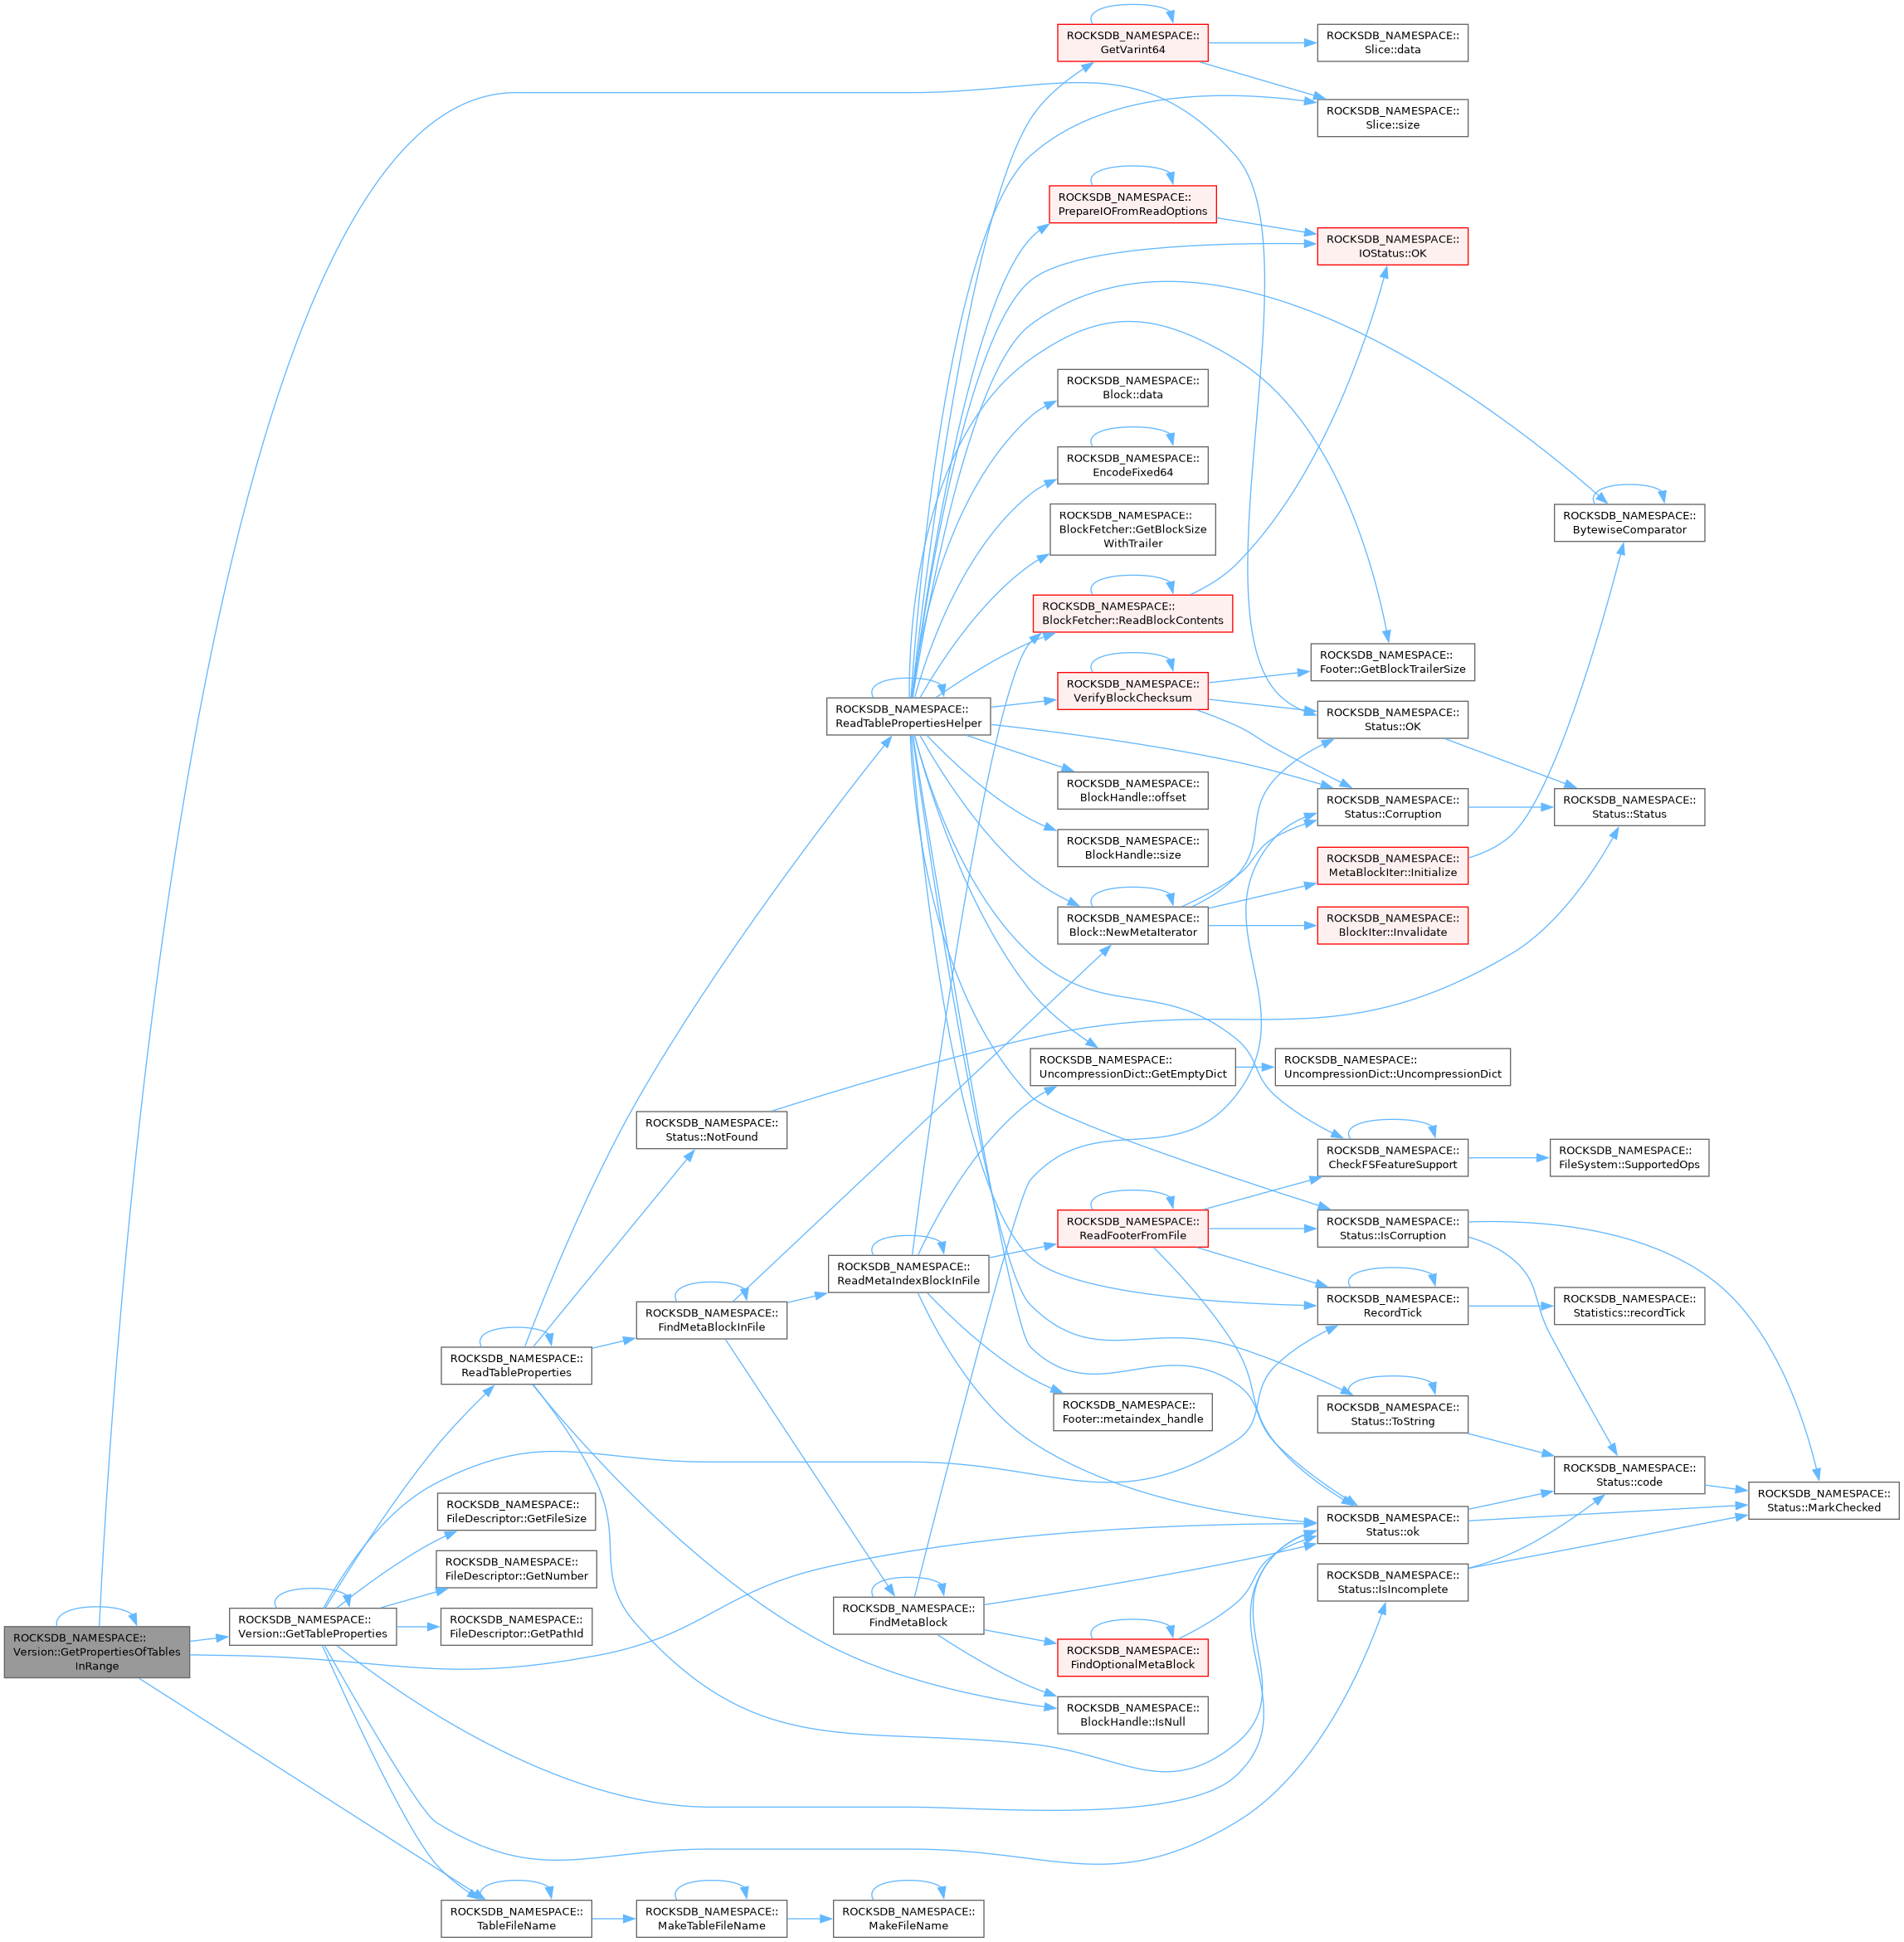 ROCKSDB_NAMESPACE::
GetVarint64
ROCKSDB_NAMESPACE::
Slice::data
ROCKSDB_NAMESPACE::
Slice::size
ROCKSDB_NAMESPACE::
PrepareIOFromReadOptions
ROCKSDB_NAMESPACE::
IOStatus::OK
ROCKSDB_NAMESPACE::
Block::data
ROCKSDB_NAMESPACE::
EncodeFixed64
ROCKSDB_NAMESPACE::
BlockFetcher::GetBlockSize
WithTrailer
ROCKSDB_NAMESPACE::
BytewiseComparator
ROCKSDB_NAMESPACE::
BlockFetcher::ReadBlockContents
ROCKSDB_NAMESPACE::
Footer::GetBlockTrailerSize
ROCKSDB_NAMESPACE::
VerifyBlockChecksum
ROCKSDB_NAMESPACE::
ReadTablePropertiesHelper
ROCKSDB_NAMESPACE::
Status::OK
ROCKSDB_NAMESPACE::
BlockHandle::offset
ROCKSDB_NAMESPACE::
Status::Corruption
ROCKSDB_NAMESPACE::
Status::Status
ROCKSDB_NAMESPACE::
BlockHandle::size
ROCKSDB_NAMESPACE::
MetaBlockIter::Initialize
ROCKSDB_NAMESPACE::
Block::NewMetaIterator
ROCKSDB_NAMESPACE::
BlockIter::Invalidate
ROCKSDB_NAMESPACE::
UncompressionDict::GetEmptyDict
ROCKSDB_NAMESPACE::
UncompressionDict::UncompressionDict
ROCKSDB_NAMESPACE::
Status::NotFound
ROCKSDB_NAMESPACE::
CheckFSFeatureSupport
ROCKSDB_NAMESPACE::
FileSystem::SupportedOps
ROCKSDB_NAMESPACE::
ReadFooterFromFile
ROCKSDB_NAMESPACE::
Status::IsCorruption
ROCKSDB_NAMESPACE::
ReadMetaIndexBlockInFile
ROCKSDB_NAMESPACE::
FindMetaBlockInFile
ROCKSDB_NAMESPACE::
RecordTick
ROCKSDB_NAMESPACE::
Statistics::recordTick
ROCKSDB_NAMESPACE::
ReadTableProperties
ROCKSDB_NAMESPACE::
Footer::metaindex_handle
ROCKSDB_NAMESPACE::
Status::ToString
ROCKSDB_NAMESPACE::
Status::code
ROCKSDB_NAMESPACE::
Status::MarkChecked
ROCKSDB_NAMESPACE::
FileDescriptor::GetFileSize
ROCKSDB_NAMESPACE::
Status::ok
ROCKSDB_NAMESPACE::
FileDescriptor::GetNumber
ROCKSDB_NAMESPACE::
Status::IsIncomplete
ROCKSDB_NAMESPACE::
FindMetaBlock
ROCKSDB_NAMESPACE::
Version::GetTableProperties
ROCKSDB_NAMESPACE::
FileDescriptor::GetPathId
ROCKSDB_NAMESPACE::
Version::GetPropertiesOfTables
InRange
ROCKSDB_NAMESPACE::
FindOptionalMetaBlock
ROCKSDB_NAMESPACE::
BlockHandle::IsNull
ROCKSDB_NAMESPACE::
TableFileName
ROCKSDB_NAMESPACE::
MakeTableFileName
ROCKSDB_NAMESPACE::
MakeFileName